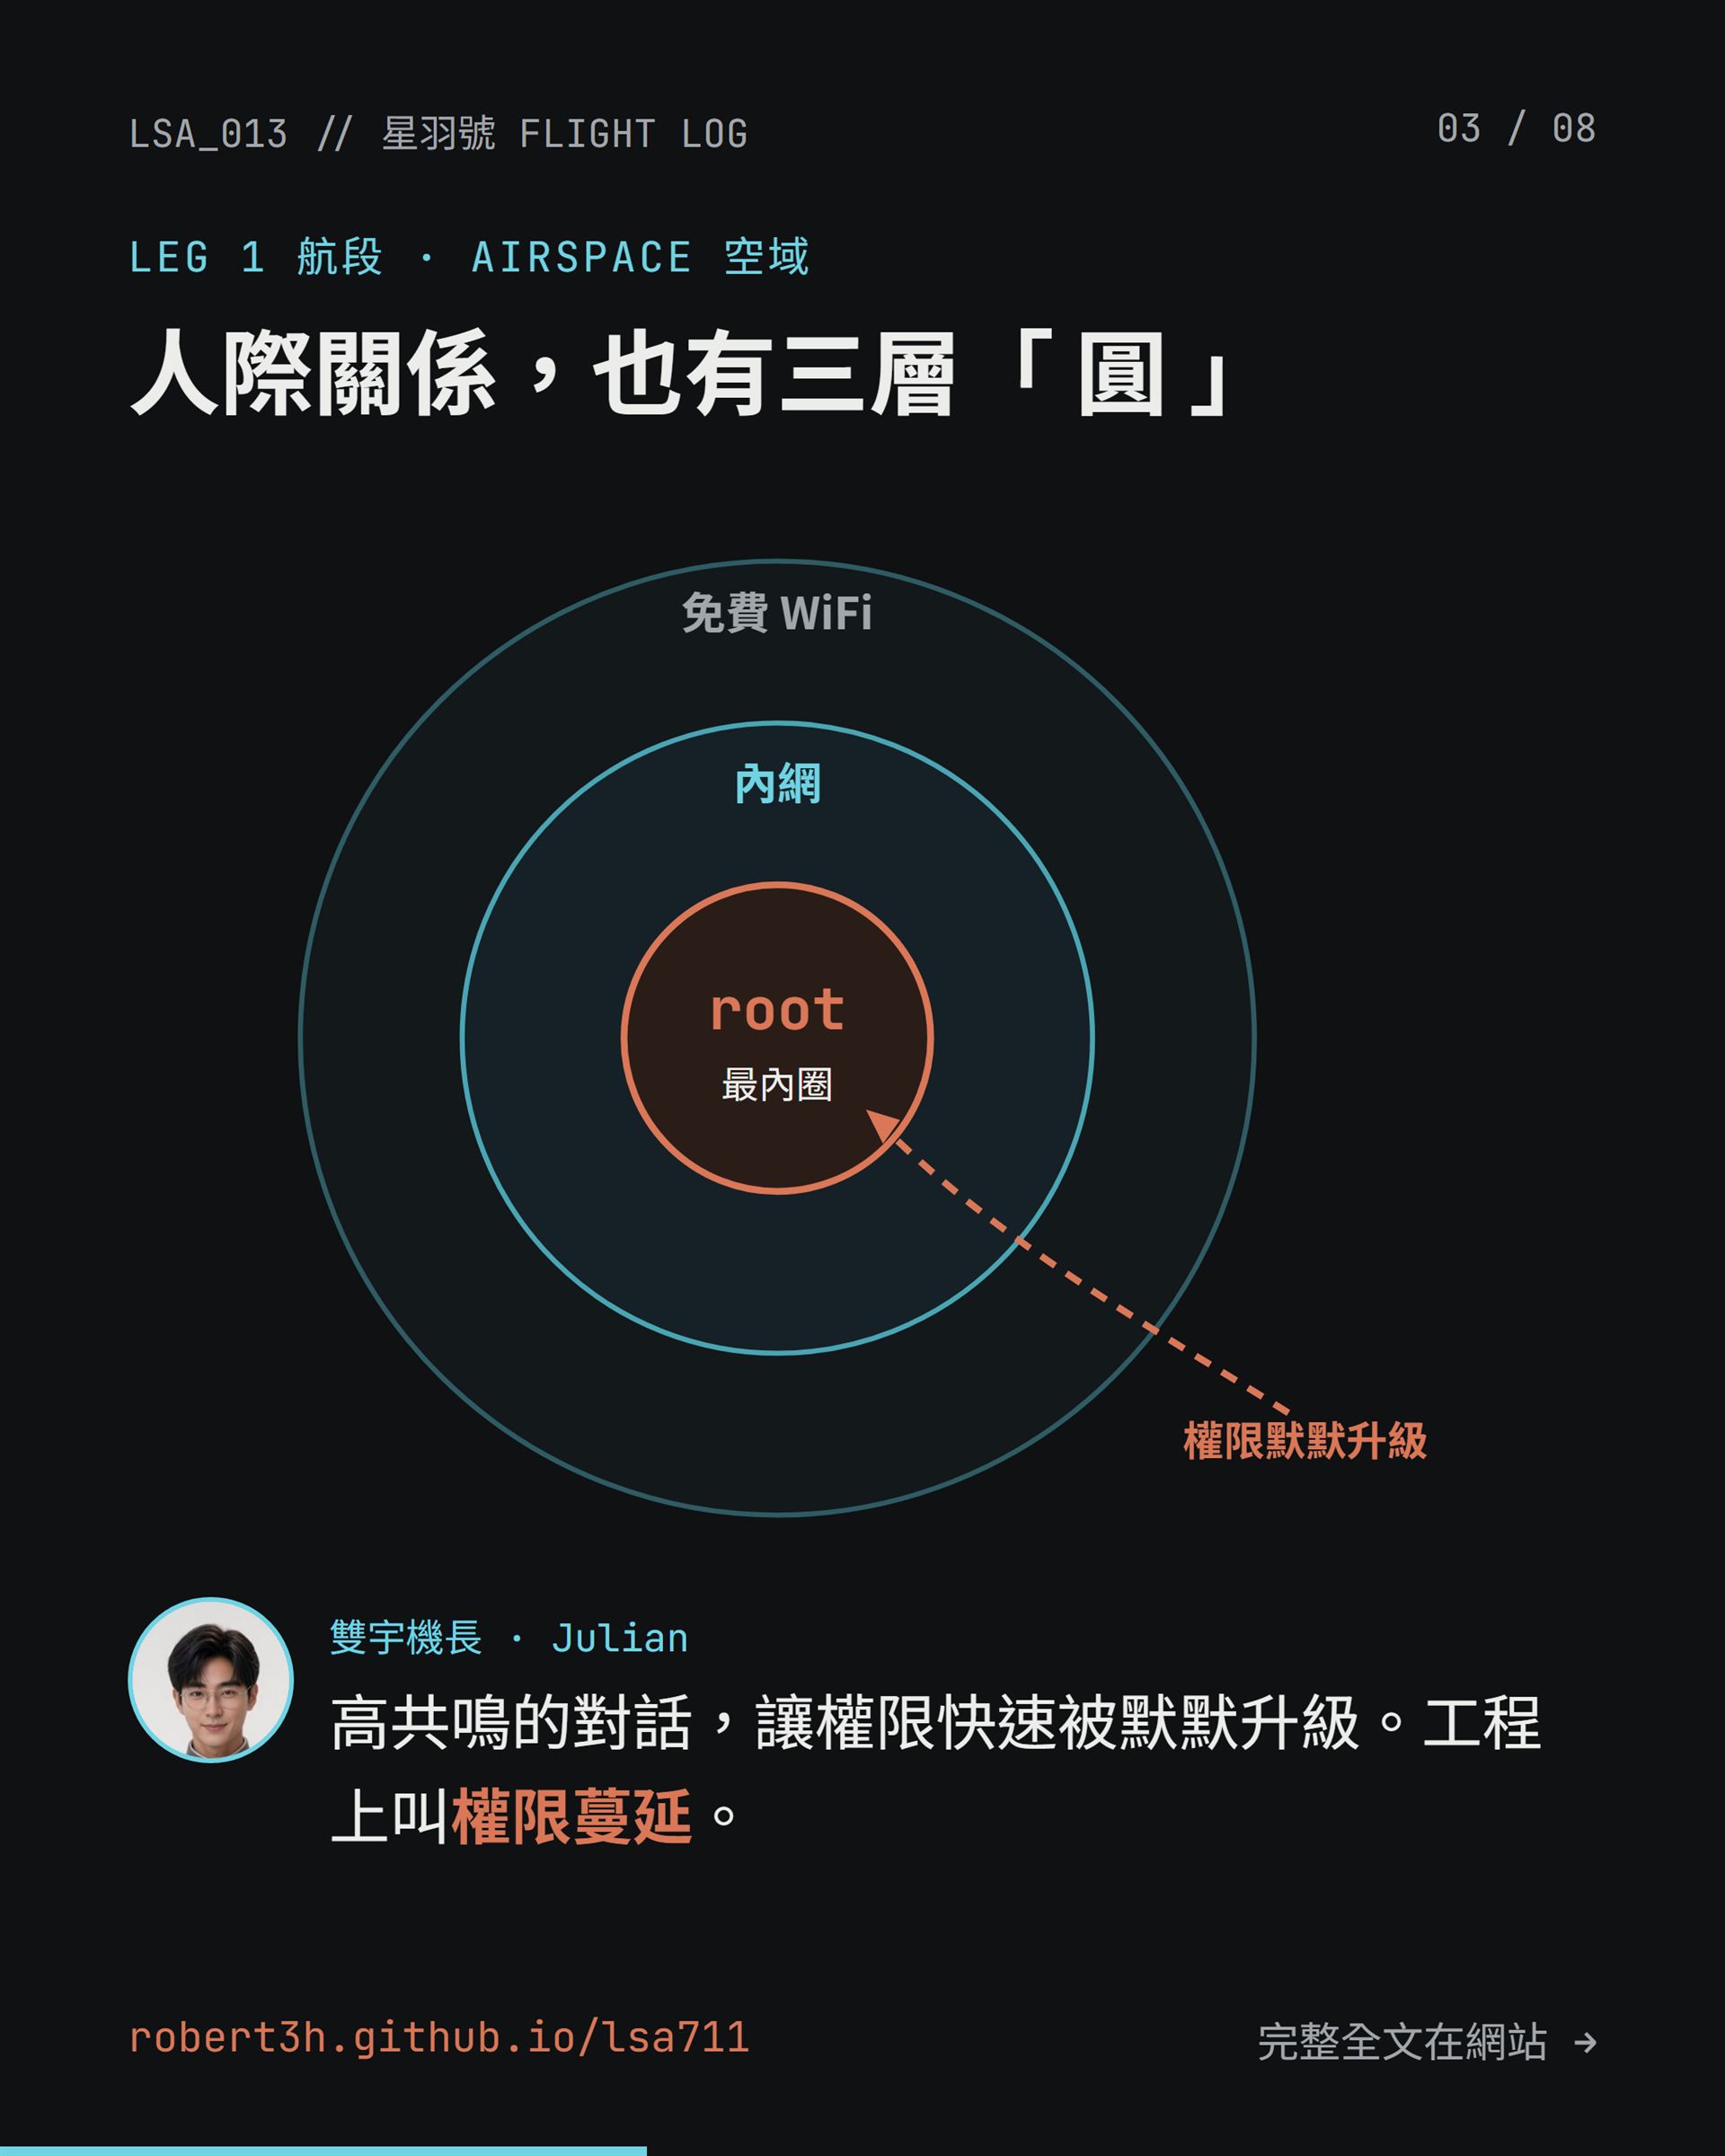 LSA_013 // 星羽號 FLIGHT LOG
03 / 08
LEG 1 航段 · AIRSPACE 空域
人際關係，也有三層「圓」
免費 WiFi
內網
root
最內圈
權限默默升級
雙宇機長 · Julian
高共鳴的對話，讓權限快速被默默升級。工程
上叫權限蔓延。
robert3h.github.io/lsa711
完整全文在網站 →